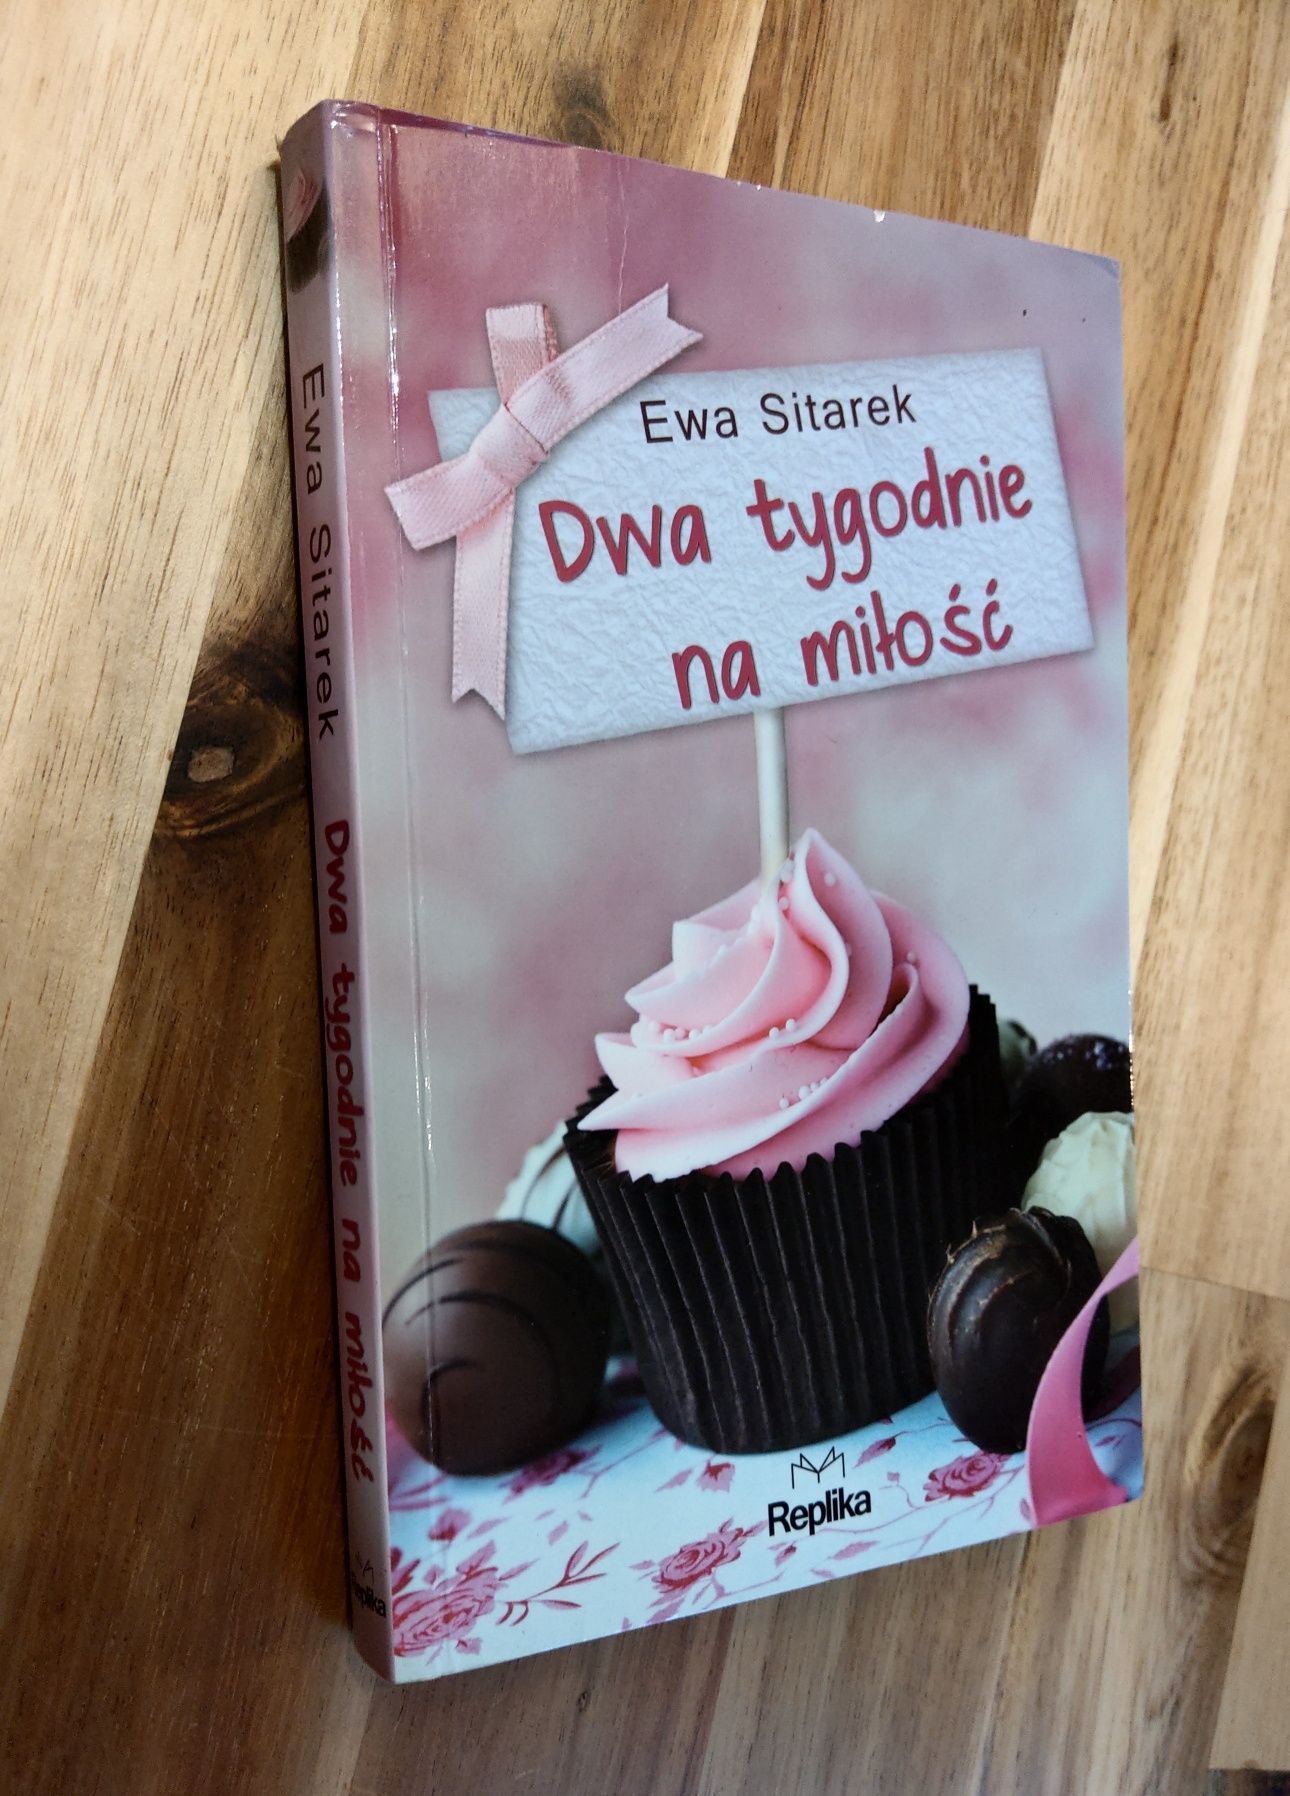 Ewa Sitarek
Dwa tygodnie
na miłość
Replika
Ewa Sitarek Dwa tygodnie na miłość
Replika